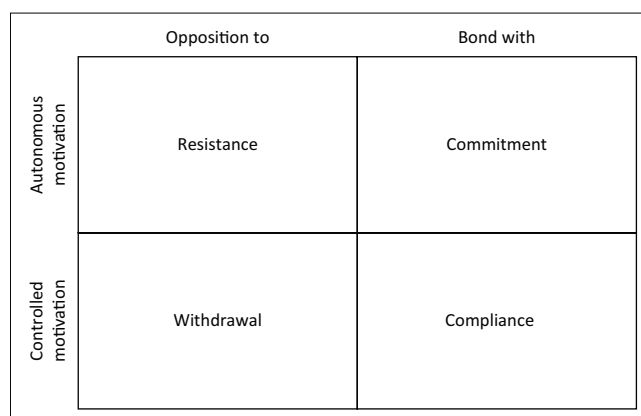 Opposition to
Bond with
Autonomous
motivation
Resistance
Commitment
Controlled
motivation
Withdrawal
Compliance